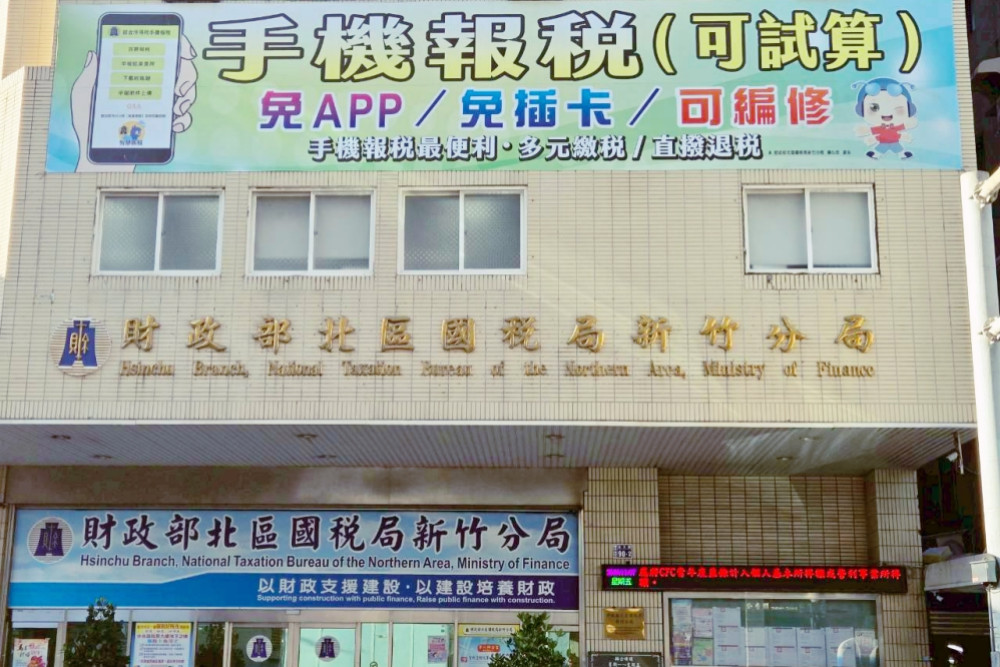 手機報稅(可試算)
免APP/免插卡/可編修
手機報稅最便利·多元繳稅/直撥退稅
財政部北區國稅局新竹分局
Hsinchu Branch, National Taxation Bureau of the Northern Area, Ministry of Finance
財政部北區國稅局新竹分局
Hsinchu Branch, National Taxation Bureau of the Northern Area, Ministry of Finance
以財政支援建設·以建設培養財政
Supporting construction with public finance, Raise public finance with construction.
星期五